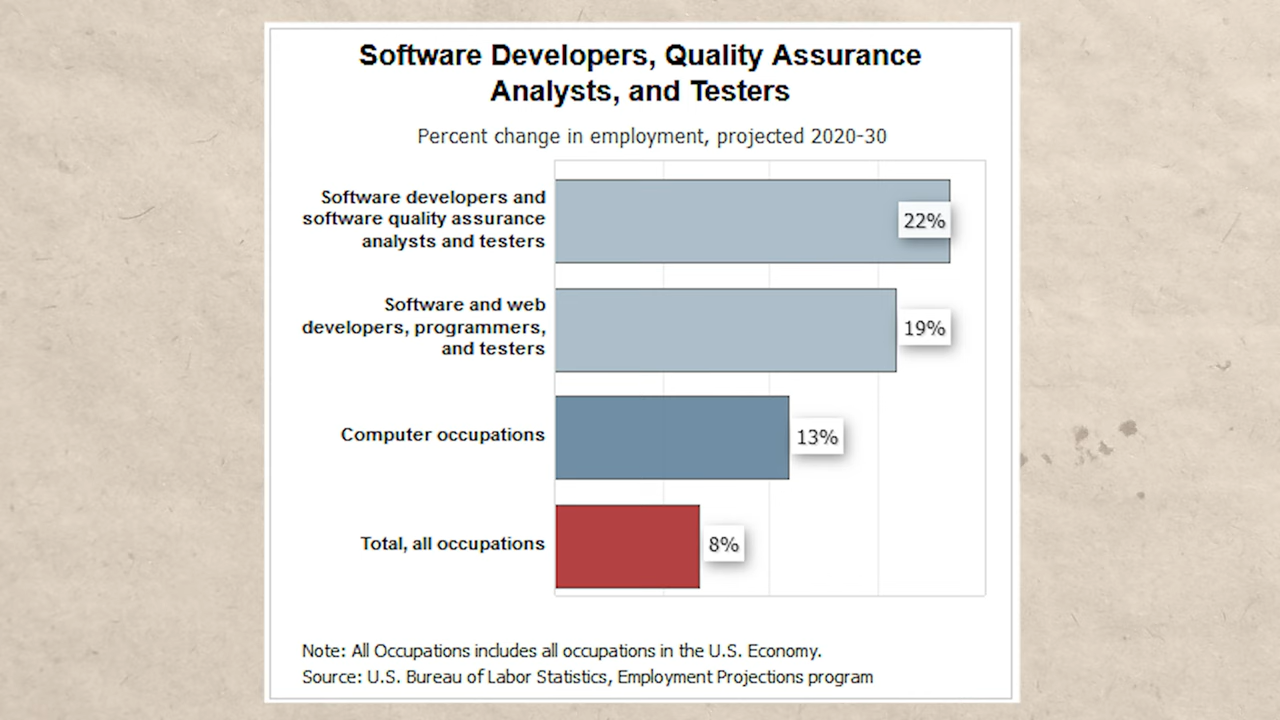 Software Developers, Quality Assurance
Analysts, and Testers
Percent change in employment, projected 2020-30
Software developers and
software quality assurance
analysts and testers
22%
Software and web
developers, programmers,
and testers
19%
Computer occupations
13%
Total, all occupations
8%
Note: All Occupations includes all occupations in the U.S. Economy.
Source: U.S. Bureau of Labor Statistics, Employment Projections program